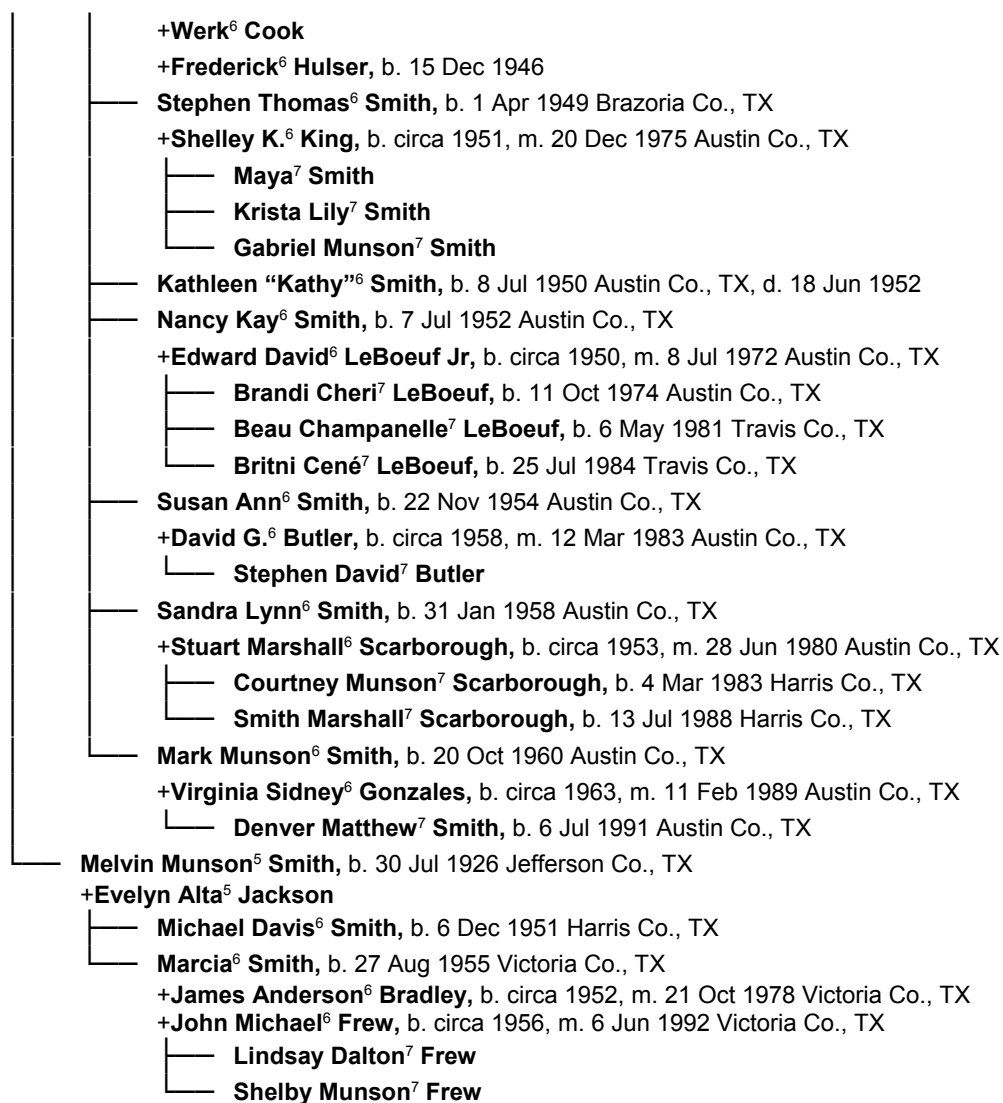 +Werk⁶ Cook
+Frederick⁶ Hulser, b. 15 Dec 1946
Stephen Thomas⁶ Smith, b. 1 Apr 1949 Brazoria Co., TX
+Shelley K.⁶ King, b. circa 1951, m. 20 Dec 1975 Austin Co., TX
Maya⁷ Smith
Krista Lily⁷ Smith
Gabriel Munson⁷ Smith
Kathleen “Kathy”⁶ Smith, b. 8 Jul 1950 Austin Co., TX, d. 18 Jun 1952
Nancy Kay⁶ Smith, b. 7 Jul 1952 Austin Co., TX
+Edward David⁶ LeBoeuf Jr, b. circa 1950, m. 8 Jul 1972 Austin Co., TX
Brandi Cheri⁷ LeBoeuf, b. 11 Oct 1974 Austin Co., TX
Beau Champanelle⁷ LeBoeuf, b. 6 May 1981 Travis Co., TX
Britni Cené⁷ LeBoeuf, b. 25 Jul 1984 Travis Co., TX
Susan Ann⁶ Smith, b. 22 Nov 1954 Austin Co., TX
+David G.⁶ Butler, b. circa 1958, m. 12 Mar 1983 Austin Co., TX
Stephen David⁷ Butler
Sandra Lynn⁶ Smith, b. 31 Jan 1958 Austin Co., TX
+Stuart Marshall⁶ Scarborough, b. circa 1953, m. 28 Jun 1980 Austin Co., TX
Courtney Munson⁷ Scarborough, b. 4 Mar 1983 Harris Co., TX
Smith Marshall⁷ Scarborough, b. 13 Jul 1988 Harris Co., TX
Mark Munson⁶ Smith, b. 20 Oct 1960 Austin Co., TX
+Virginia Sidney⁶ Gonzales, b. circa 1963, m. 11 Feb 1989 Austin Co., TX
Denver Matthew⁷ Smith, b. 6 Jul 1991 Austin Co., TX
Melvin Munson⁵ Smith, b. 30 Jul 1926 Jefferson Co., TX
+Evelyn Alta⁵ Jackson
Michael Davis⁶ Smith, b. 6 Dec 1951 Harris Co., TX
Marcia⁶ Smith, b. 27 Aug 1955 Victoria Co., TX
+James Anderson⁶ Bradley, b. circa 1952, m. 21 Oct 1978 Victoria Co., TX
+John Michael⁶ Frew, b. circa 1956, m. 6 Jun 1992 Victoria Co., TX
Lindsay Dalton⁷ Frew
Shelby Munson⁷ Frew